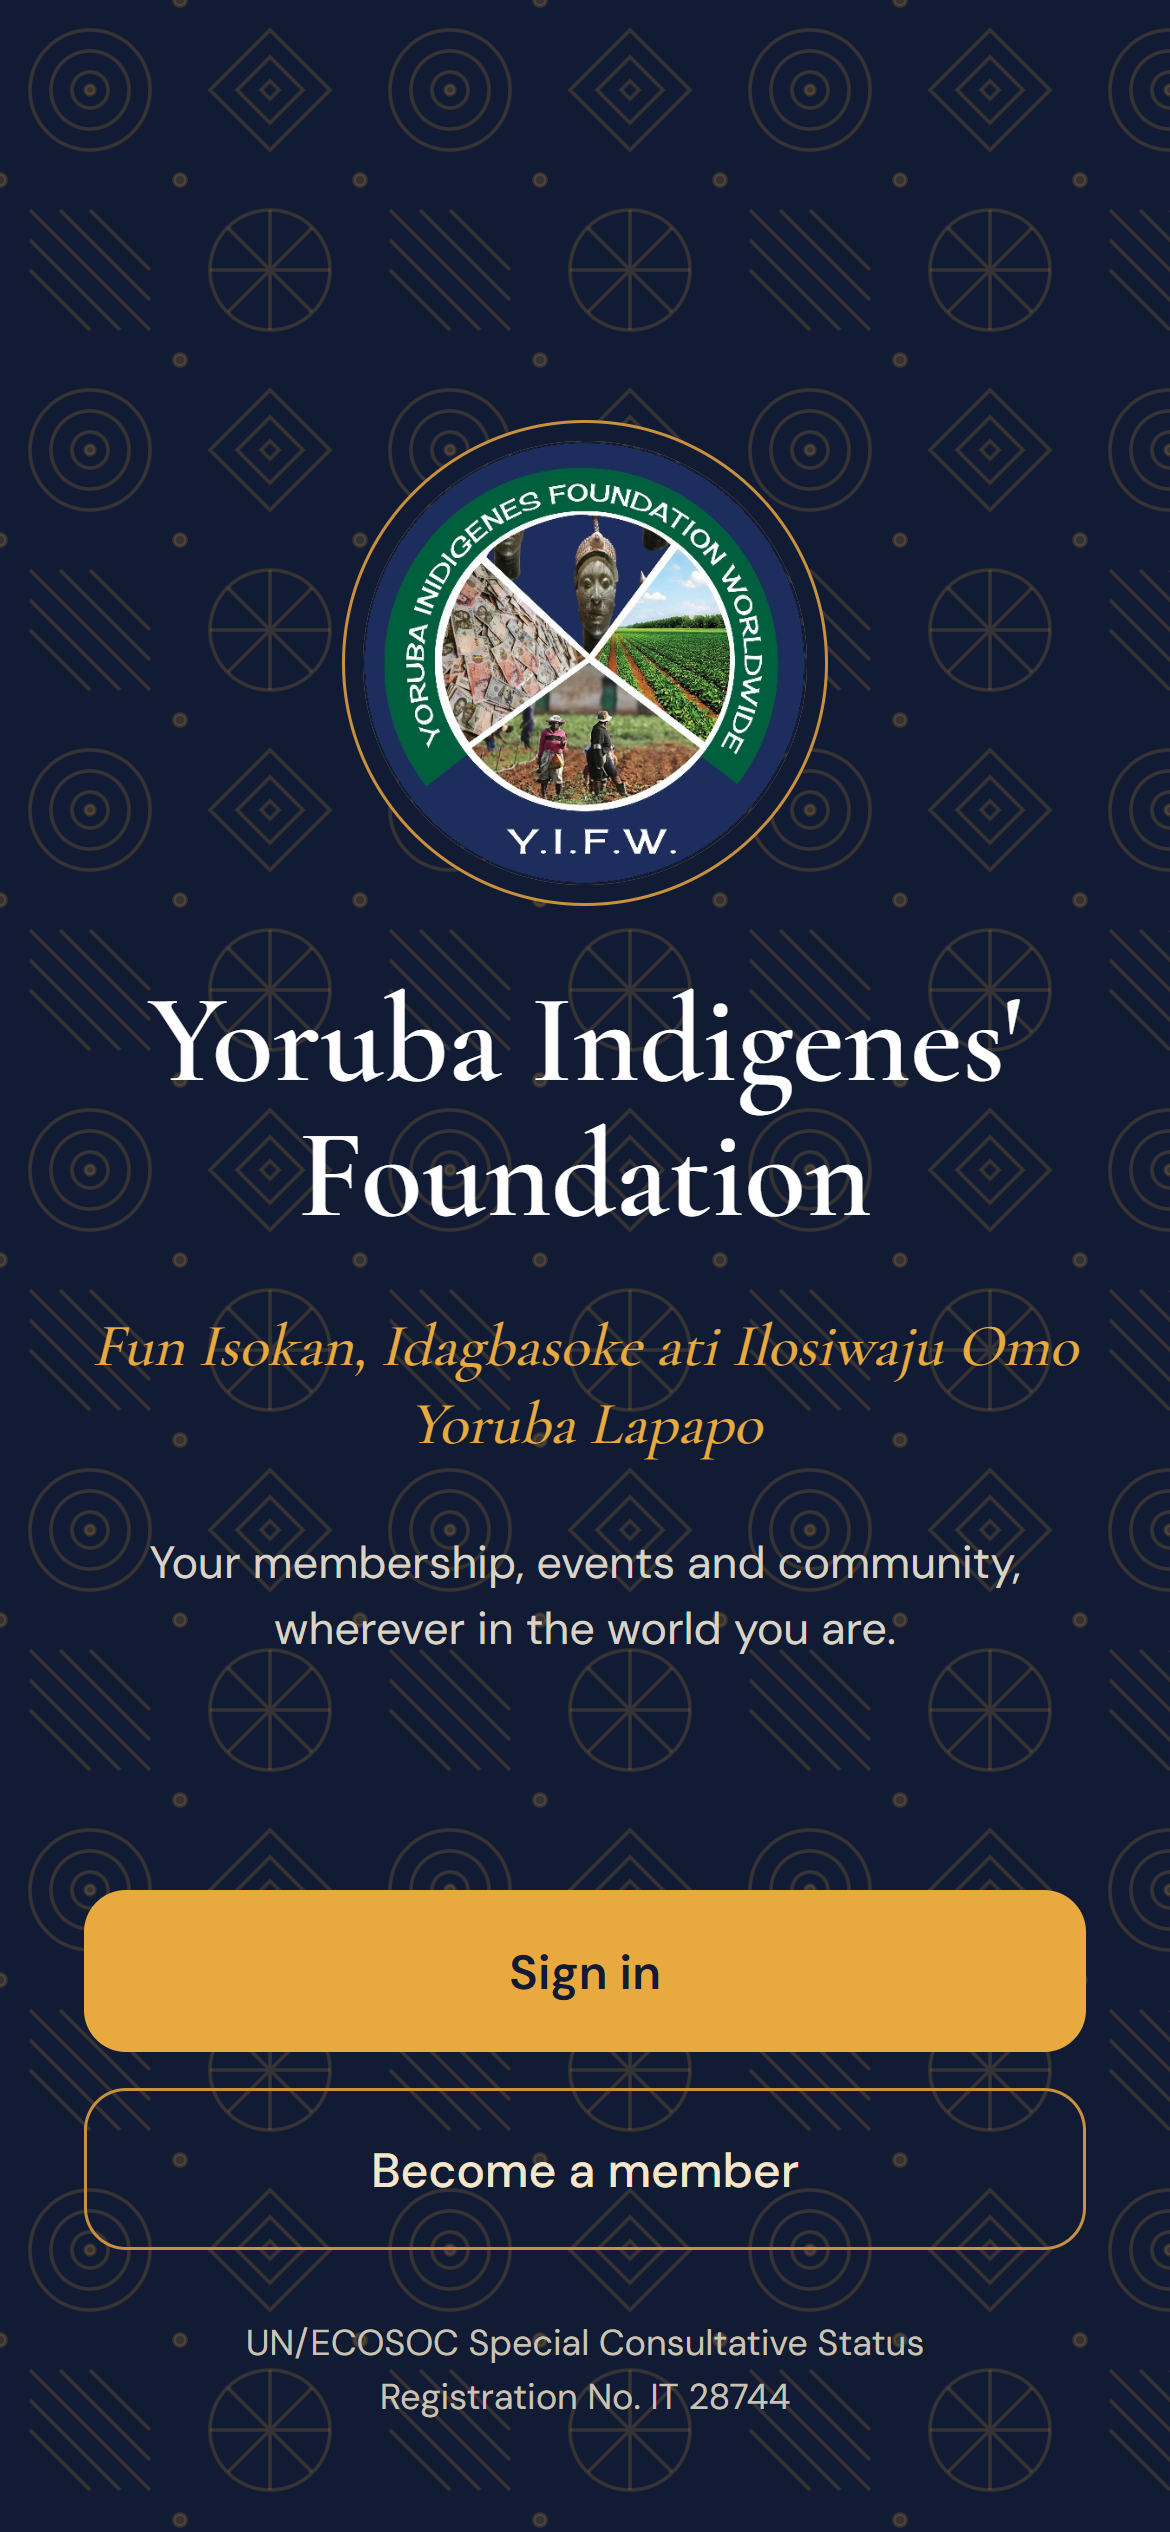 YORUBA INIDIGENES FOUNDATION WORLDWIDE
Y.I.F.W.
Yoruba Indigenes'
Foundation
Fun Isokan, Idagbasoke ati Ilosiwaju Omo
Yoruba Lapapo
Your membership, events and community,
wherever in the world you are.
Sign in
Become a member
UN/ECOSOC Special Consultative Status
Registration No. IT 28744